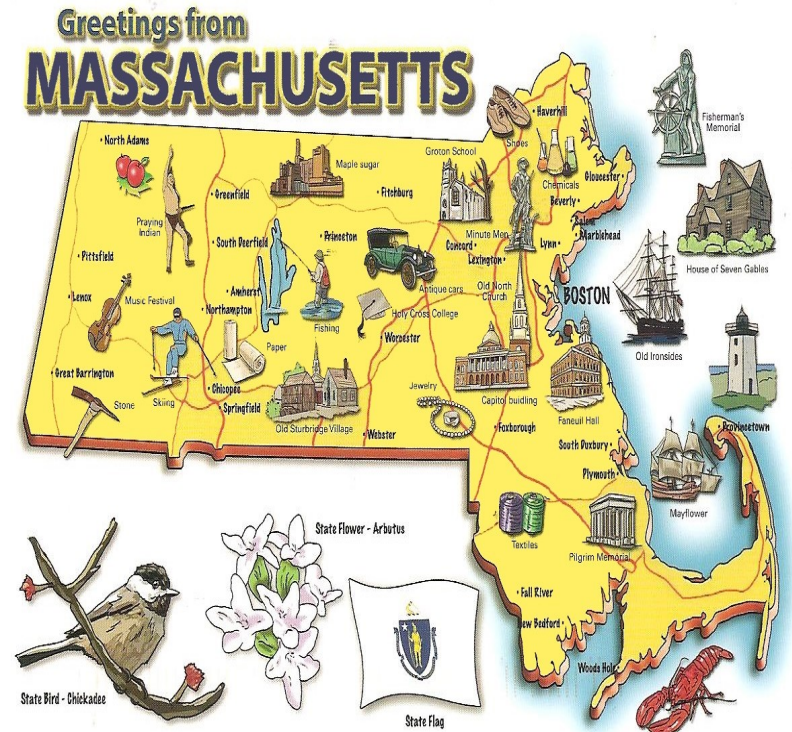 Greetings from
MASSACHUSETTS
North Adams
Praying
Indian
Pittsfield
Lenox
Music Festival
Great Barrington
Stone
Skiing
Greenfield
South Deerfield
Amherst
Northampton
Paper
Chicopee
Springfield
Maple sugar
Fitchburg
Princeton
Fishing
Antique cars
Holy Cross College
Worcester
Old Sturbridge Village
Webster
Groton School
Shoes
Haverhill
Chemicals
Gloucester
Beverly
Salem
Marblehead
Minute Men
Concord
Lexington
Lynn
Old North
Church
BOSTON
Jewelry
Capitol buidling
Faneuil Hall
Foxborough
South Duxbury
Plymouth
Textiles
Pilgrim Memorial
Fall River
ew Bedford
Woods Hole
Fisherman's
Memorial
House of Seven Gables
Old Ironsides
Provincetown
Mayflower
State Flower - Arbutus
State Bird - Chickadee
State Flag